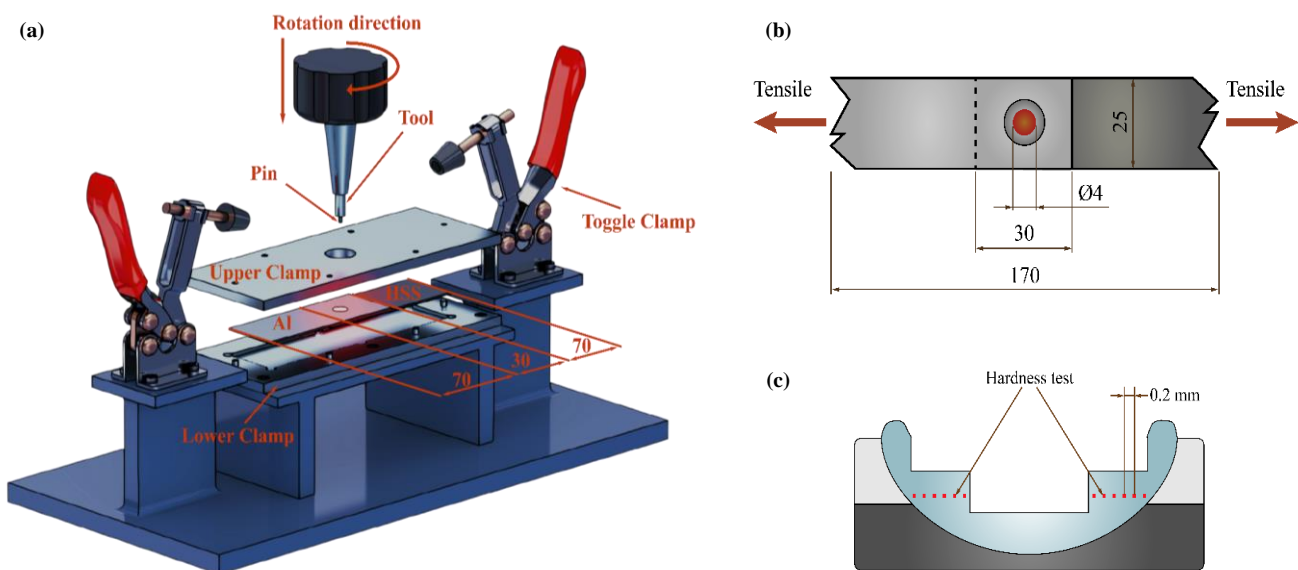 (a)
Rotation direction
Tool
Pin
Toggle Clamp
Upper Clamp
HSS
Al
70
30
70
Lower Clamp
(b)
Tensile
Tensile
25
Ø4
30
170
(c)
Hardness test
0.2 mm